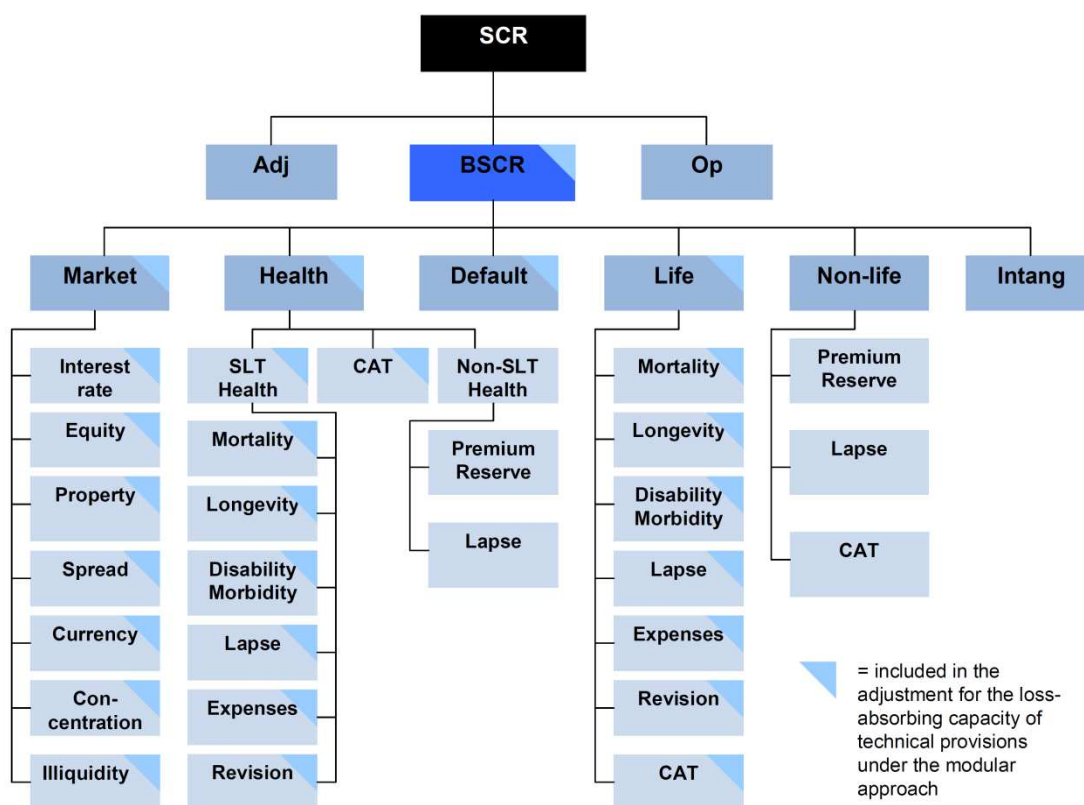 SCR
Adj
BSCR
Op
Market
Health
Default
Life
Non-life
Intang
Interest
rate
Equity
Property
Spread
Currency
Con-
centration
Illiquidity
SLT
Health
CAT
Non-SLT
Health
Mortality
Longevity
Disability
Morbidity
Lapse
Expenses
Revision
Premium
Reserve
Lapse
Mortality
Longevity
Disability
Morbidity
Lapse
Expenses
Revision
CAT
Premium
Reserve
Lapse
CAT
= included in the
adjustment for the loss-
absorbing capacity of
technical provisions
under the modular
approach